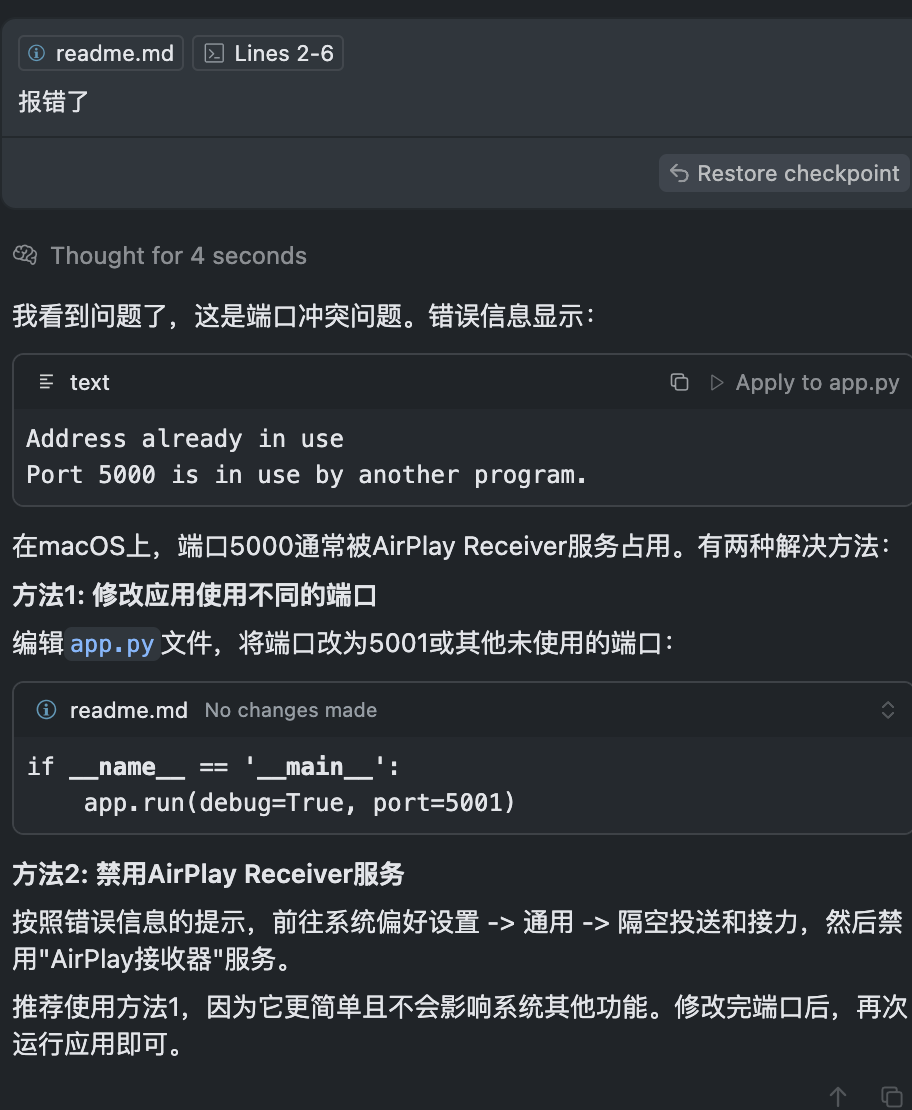 readme.md Lines 2-6
报错了
Restore checkpoint
Thought for 4 seconds
我看到问题了，这是端口冲突问题。错误信息显示：
text Apply to app.py
Address already in use
Port 5000 is in use by another program.
在macOS上，端口5000通常被AirPlay Receiver服务占用。有两种解决方法：
方法1: 修改应用使用不同的端口
编辑app.py文件，将端口改为5001或其他未使用的端口：
readme.md No changes made
if __name__ == '__main__':
    app.run(debug=True, port=5001)
方法2: 禁用AirPlay Receiver服务
按照错误信息的提示，前往系统偏好设置 -> 通用 -> 隔空投送和接力，然后禁
用"AirPlay接收器"服务。
推荐使用方法1，因为它更简单且不会影响系统其他功能。修改完端口后，再次
运行应用即可。